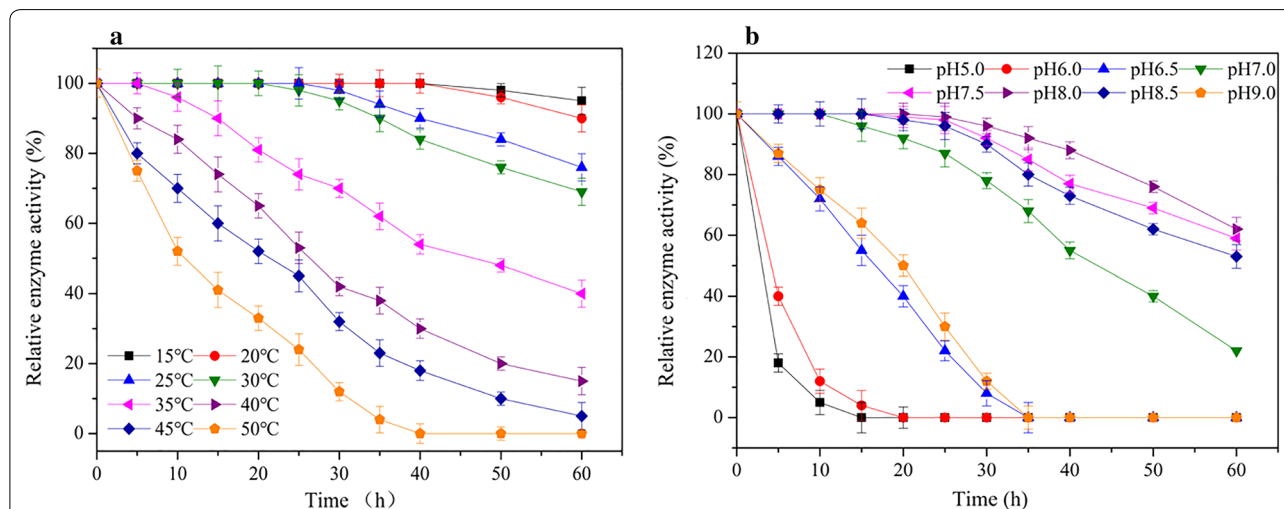 a
Relative enzyme activity (%)
100
80
60
40
20
0
15℃ 20℃
25℃ 30℃
35℃ 40℃
45℃ 50℃
0 10 20 30 40 50 60
Time （h）
b
Relative enzyme activity (%)
120
100
80
60
40
20
0
pH5.0 pH6.0 pH6.5 pH7.0
pH7.5 pH8.0 pH8.5 pH9.0
0 10 20 30 40 50 60
Time (h)